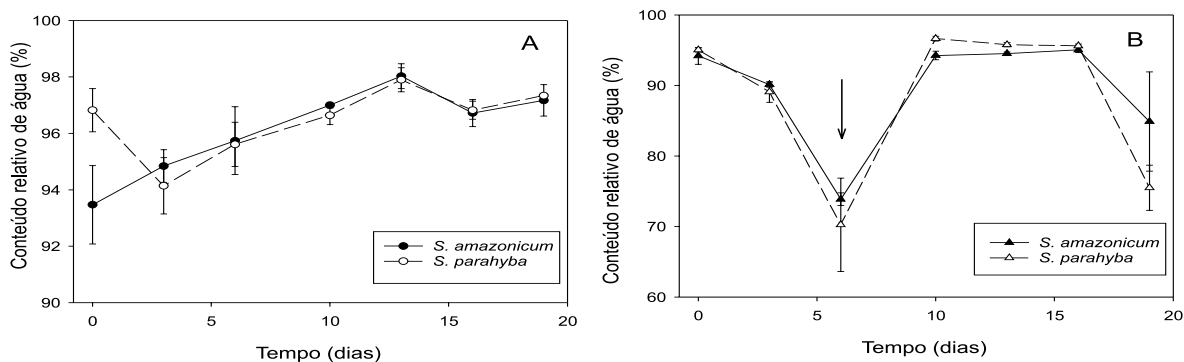 Conteúdo relativo de água (%)
100
98
96
94
92
90
A
S. amazonicum
S. parahyba
0
5
10
15
20
Tempo (dias)
Conteúdo relativo de água (%)
100
90
80
70
60
B
S. amazonicum
S. parahyba
0
5
10
15
20
Tempo (dias)